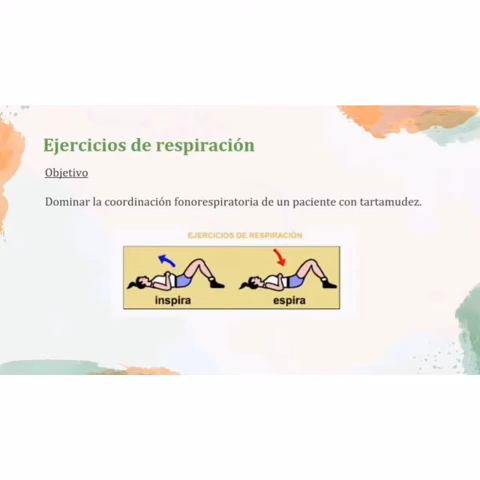 Ejercicios de respiración
Objetivo
Dominar la coordinación fonorespiratoria de un paciente con tartamudez.
EJERCICIOS DE RESPIRACIÓN
inspira
espira